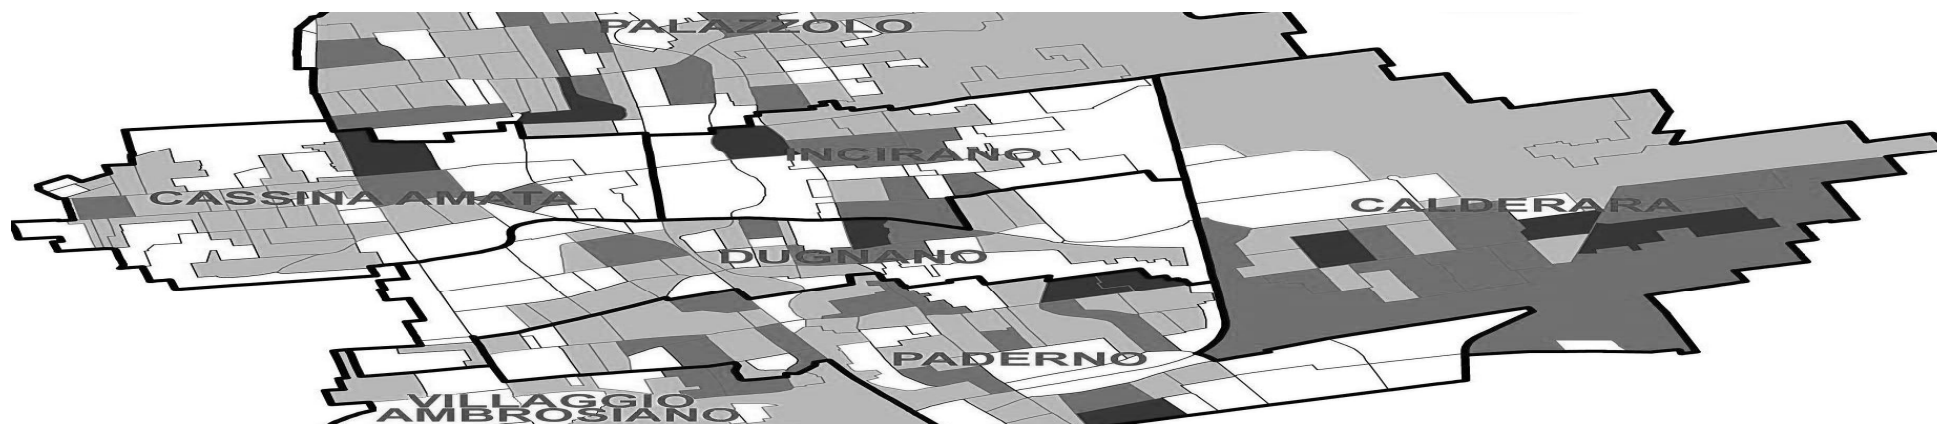 PALAZZOLO
INCIRANO
CASSINA AMATA
CALDERARA
DUGNANO
PADERNO
VILLAGGIO
AMBROSIANO